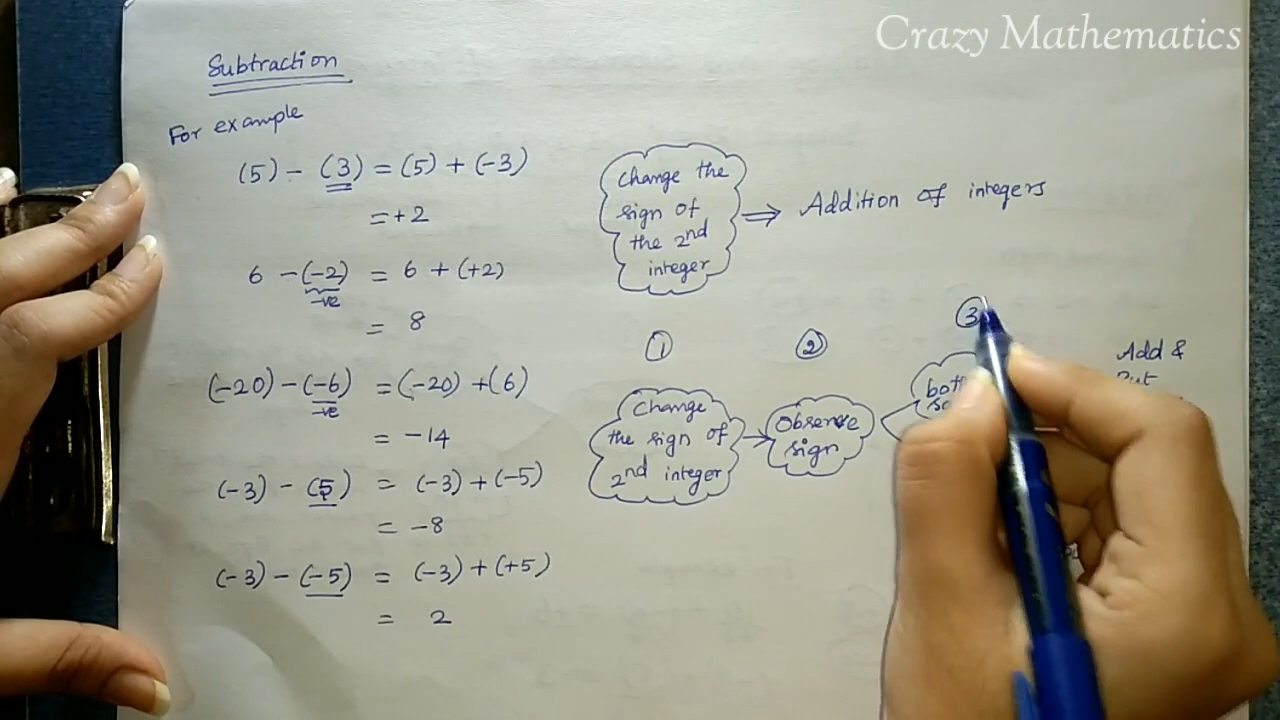 Crazy Mathematics
Subtraction
For example
(5) - (3) = (5) + (-3)
= +2
6 - (-2) = 6 + (+2)
-ve
= 8
(-20) - (-6) = (-20) + (6)
-ve
= -14
(-3) - (5) = (-3) + (-5)
= -8
(-3) - (-5) = (-3) + (+5)
= 2
Change the
sign of
the 2nd
integer
⇒ Addition of integers
①
Change
the sign of
2nd integer
→
②
Observe
sign
③
Add &
Put